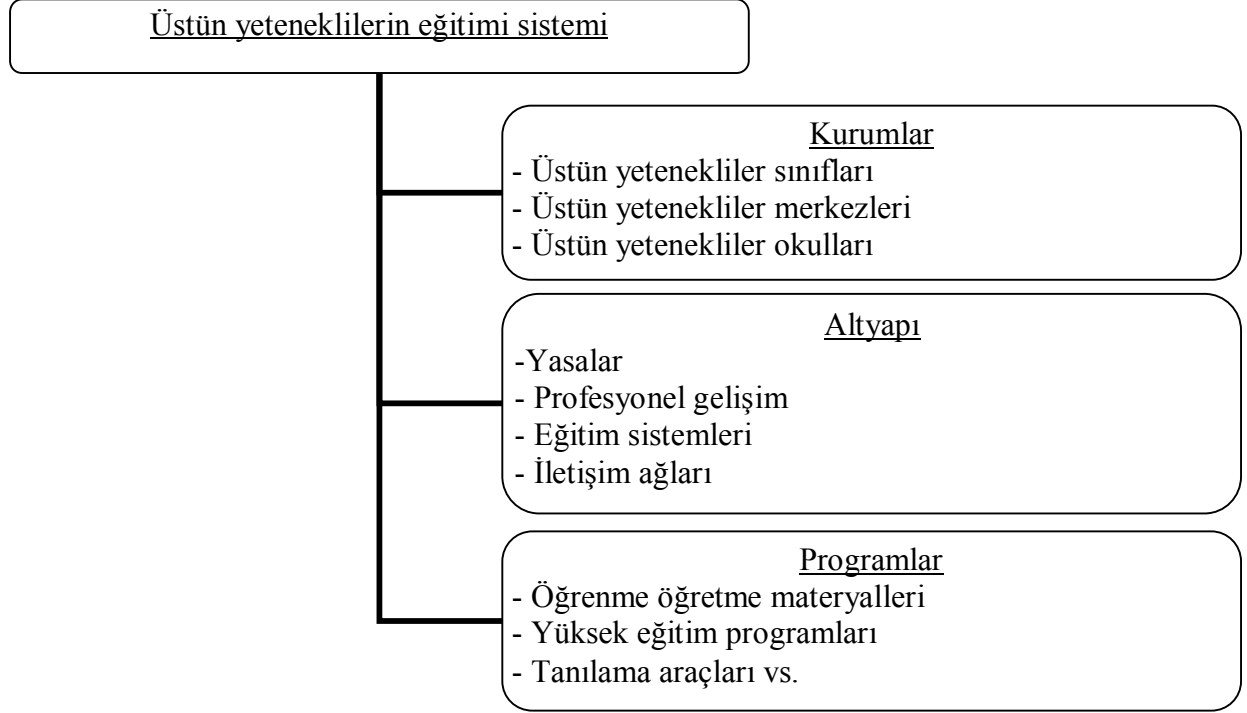 Üstün yeteneklilerin eğitimi sistemi
Kurumlar
- Üstün yetenekliler sınıfları
- Üstün yetenekliler merkezleri
- Üstün yetenekliler okulları
Altyapı
-Yasalar
- Profesyonel gelişim
- Eğitim sistemleri
- İletişim ağları
Programlar
- Öğrenme öğretme materyalleri
- Yüksek eğitim programları
- Tanılama araçları vs.